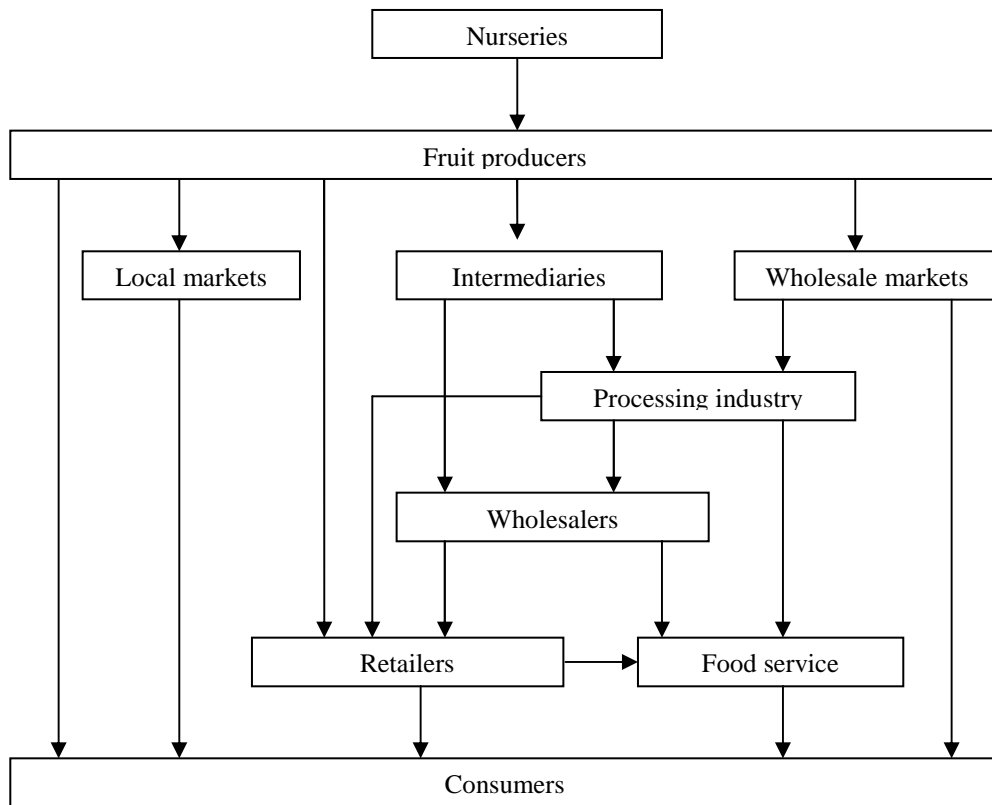 Nurseries
Fruit producers
Local markets
Intermediaries
Wholesale markets
Processing industry
Wholesalers
Retailers
Food service
Consumers